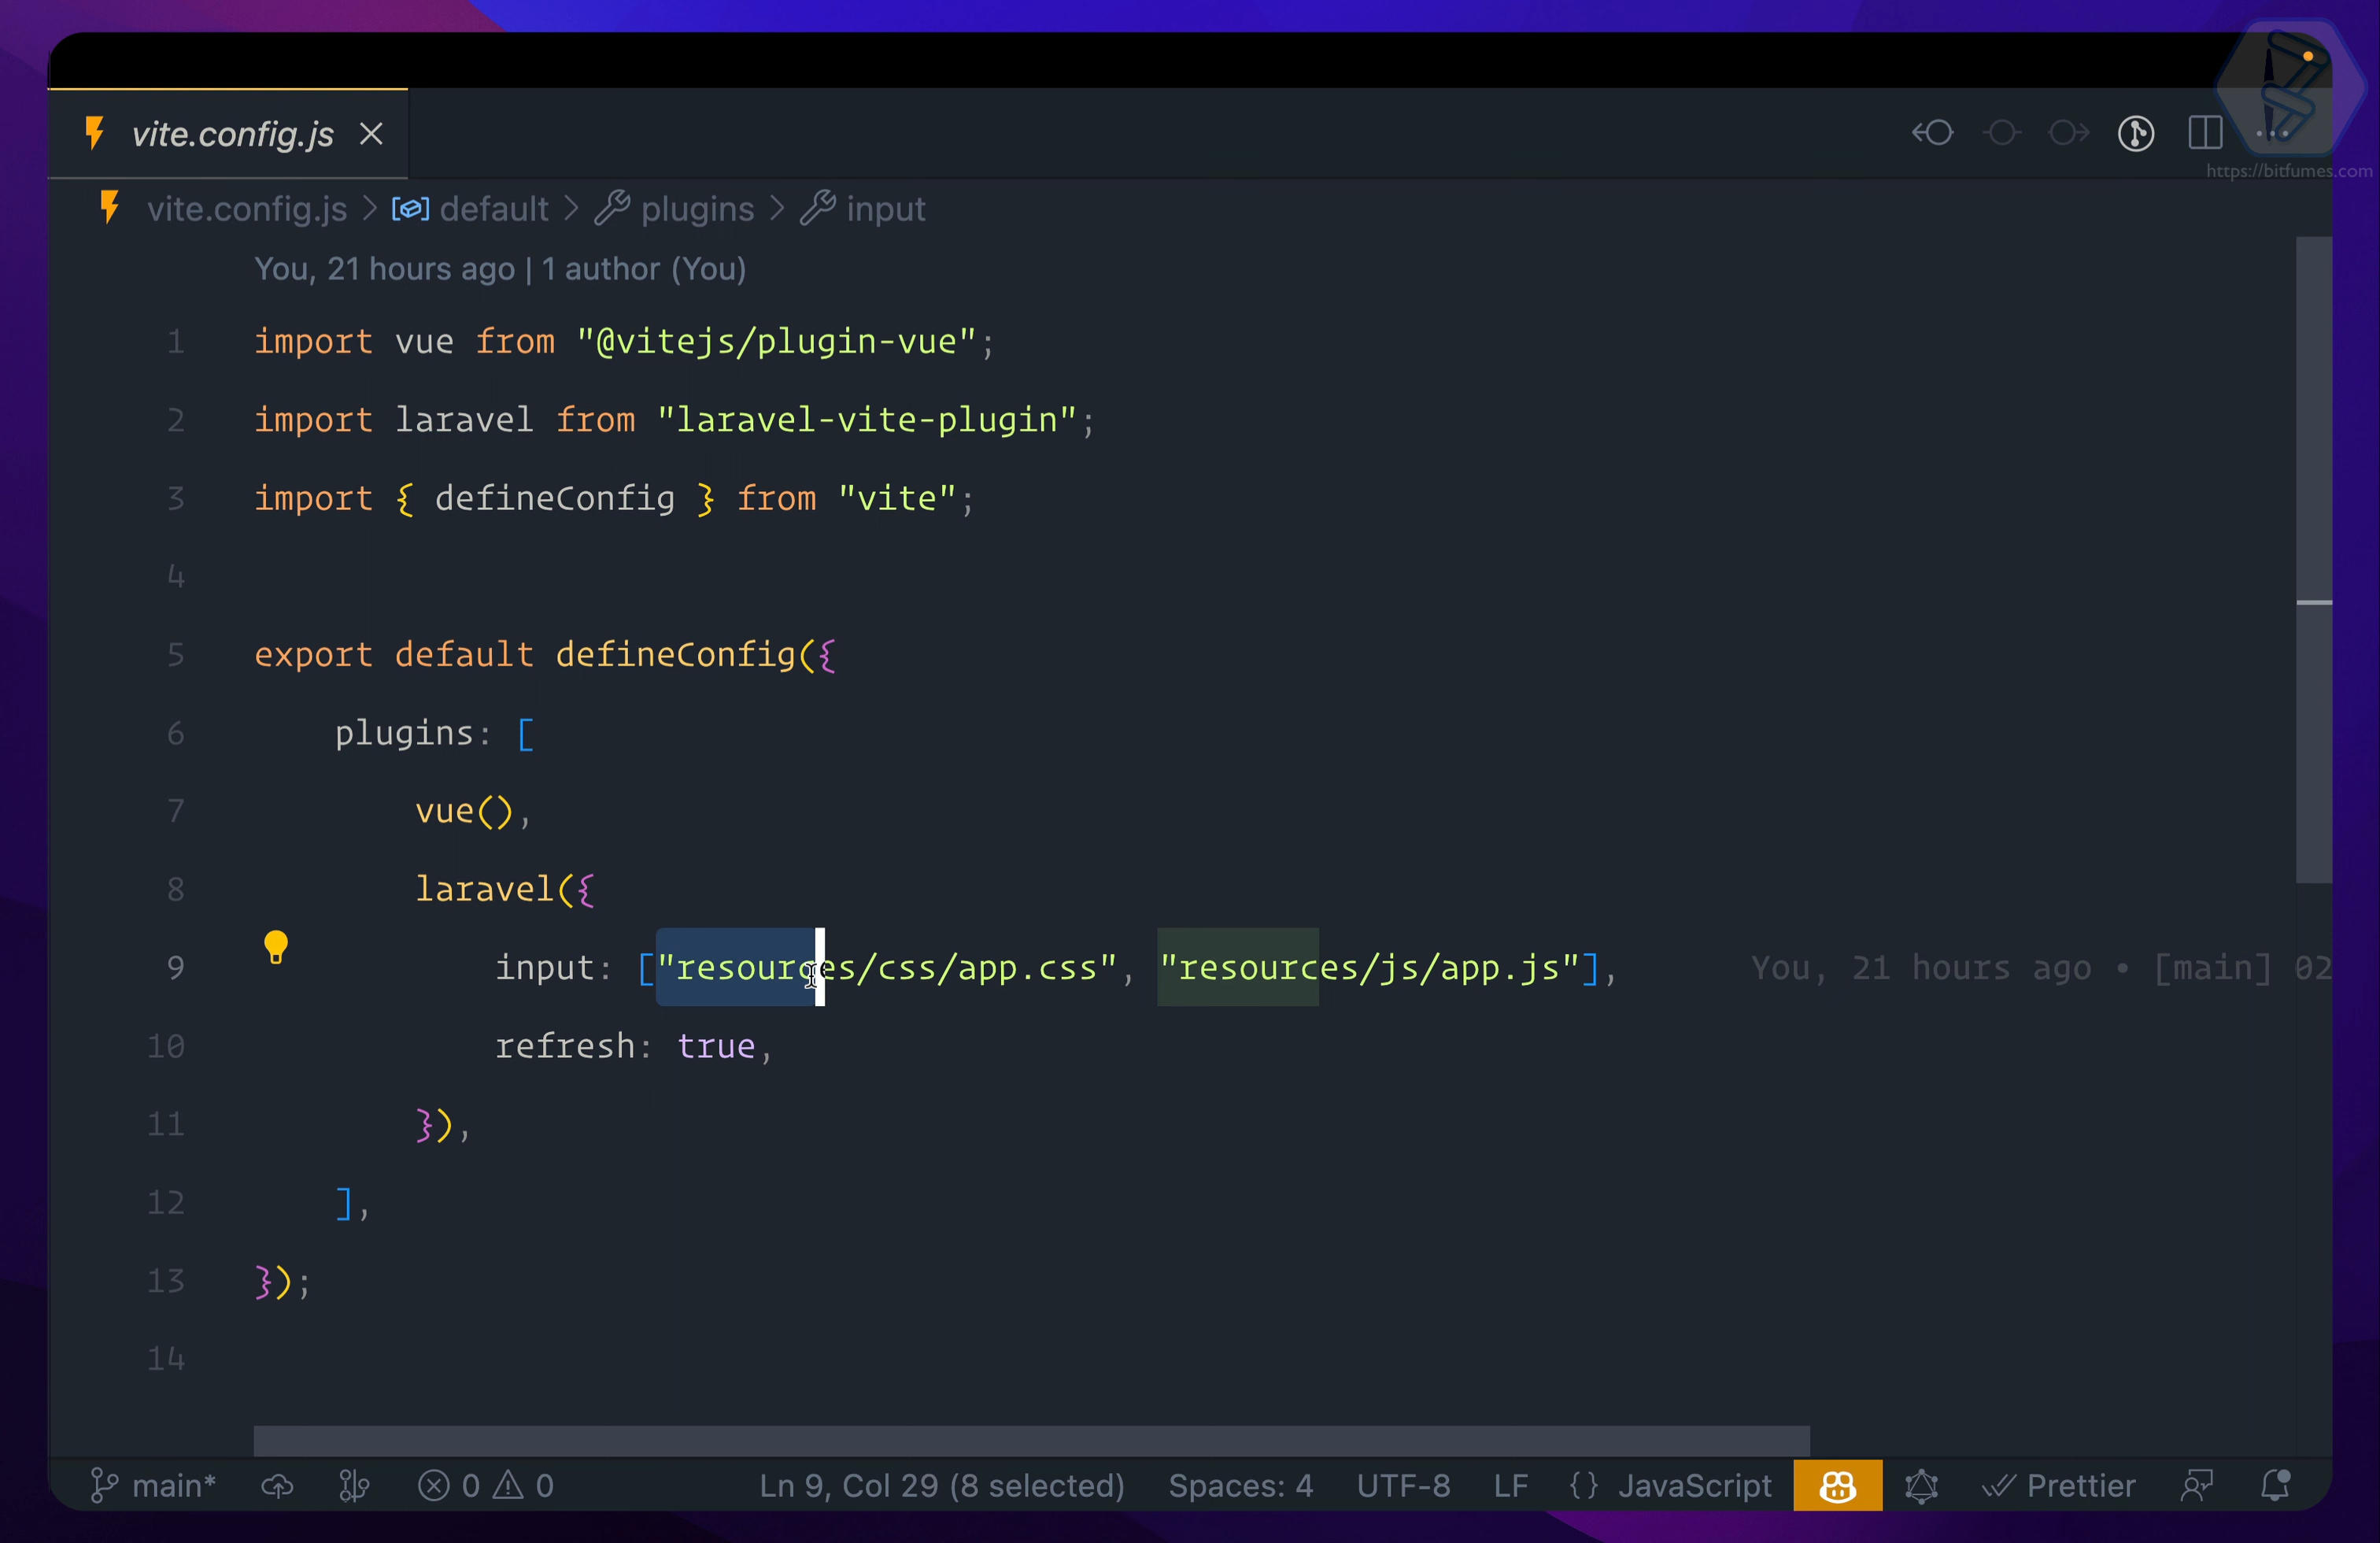 vite.config.js
https://bitfumes.com
vite.config.js > default > plugins > input
You, 21 hours ago | 1 author (You)
1 import vue from "@vitejs/plugin-vue";
2 import laravel from "laravel-vite-plugin";
3 import { defineConfig } from "vite";
4
5 export default defineConfig({
6     plugins: [
7         vue(),
8         laravel({
9             input: ["resources/css/app.css", "resources/js/app.js"], You, 21 hours ago • [main] 02
10             refresh: true,
11         }),
12     ],
13 });
14
main* 0 0 Ln 9, Col 29 (8 selected) Spaces: 4 UTF-8 LF {} JavaScript Prettier